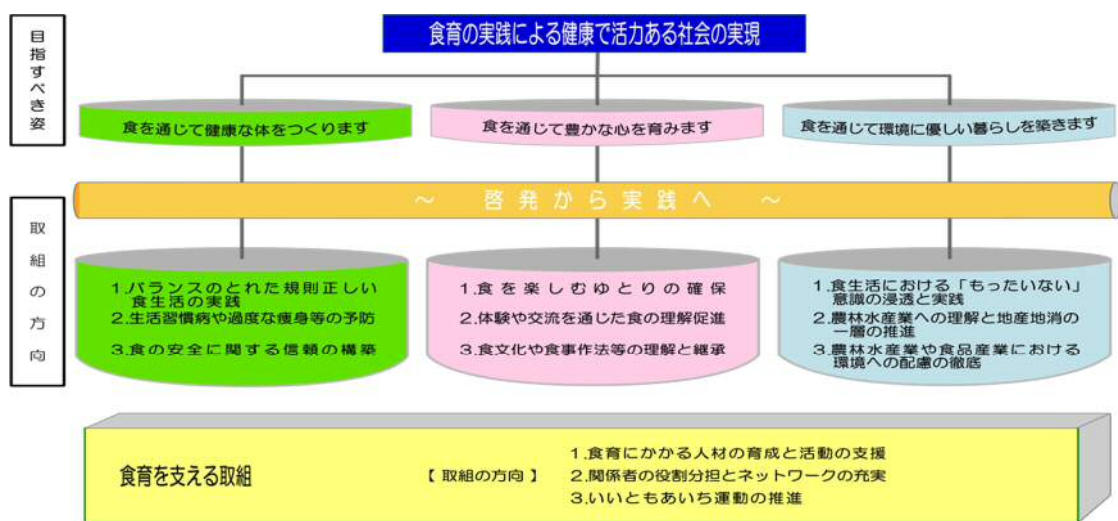 目指すべき姿
食育の実践による健康で活力ある社会の実現
食を通じて健康な体をつくります
食を通じて豊かな心を育みます
食を通じて環境に優しい暮らしを築きます
～ 啓発から実践へ ～
取組の方向
1.バランスのとれた規則正しい
食生活の実践
2.生活習慣病や過度な痩身等の予防
3.食の安全に関する信頼の構築
1.食を楽しむゆとりの確保
2.体験や交流を通じた食の理解促進
3.食文化や食事作法等の理解と継承
1.食生活における「もったいない」
意識の浸透と実践
2.農林水産業への理解と地産地消の
一層の推進
3.農林水産業や食品産業における
環境への配慮の徹底
食育を支える取組
【 取組の方向 】
1.食育にかかる人材の育成と活動の支援
2.関係者の役割分担とネットワークの充実
3.いいともあいち運動の推進